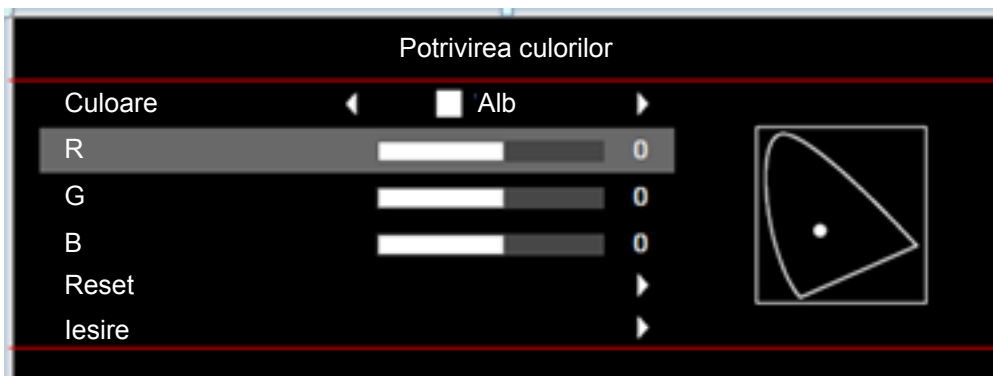 Potrivirea culorilor
Culoare Alb
R 0
G 0
B 0
Reset
Iesire